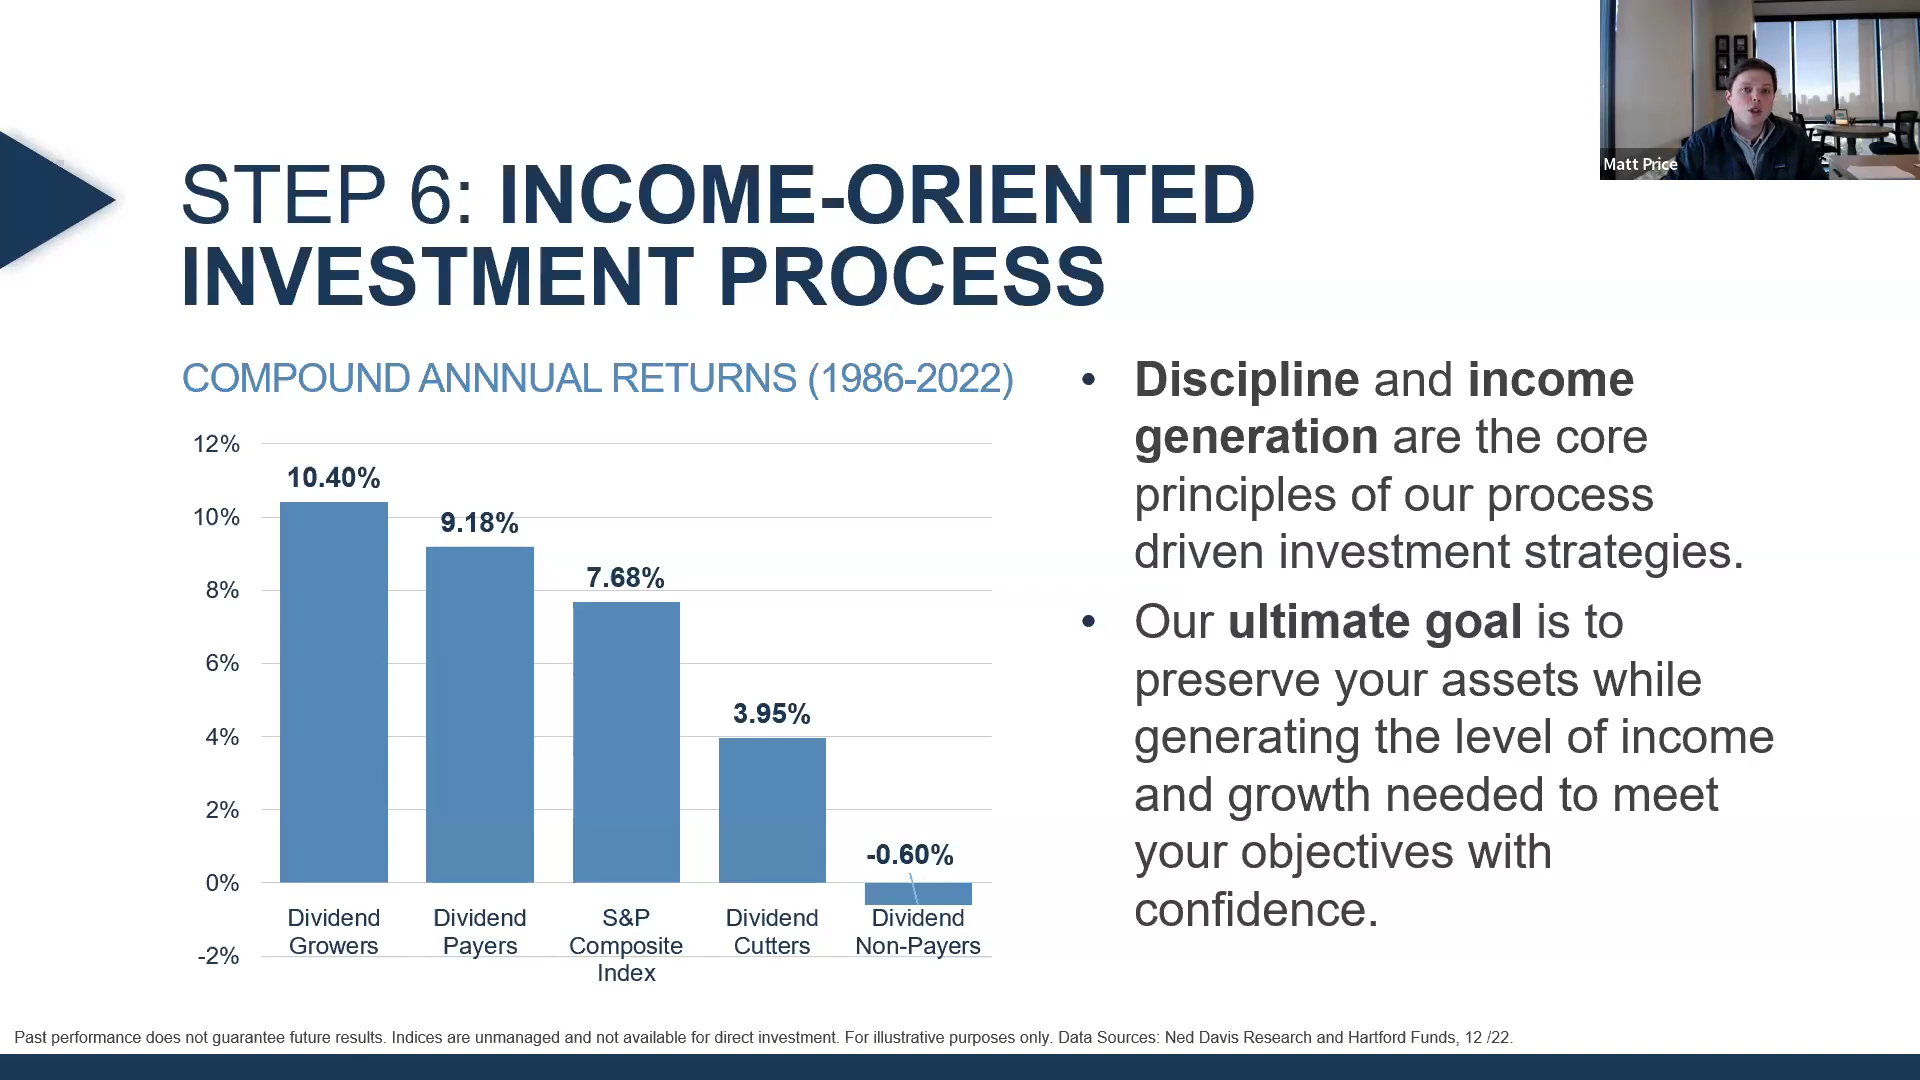 Matt Price
STEP 6: INCOME-ORIENTED
INVESTMENT PROCESS
COMPOUND ANNNUAL RETURNS (1986-2022)
12%
10%
8%
6%
4%
2%
0%
-2%
10.40%
9.18%
7.68%
3.95%
-0.60%
Dividend
Growers
Dividend
Payers
S&P
Composite
Index
Dividend
Cutters
Dividend
Non-Payers
• Discipline and income
generation are the core
principles of our process
driven investment strategies.
• Our ultimate goal is to
preserve your assets while
generating the level of income
and growth needed to meet
your objectives with
confidence.
Past performance does not guarantee future results. Indices are unmanaged and not available for direct investment. For illustrative purposes only. Data Sources: Ned Davis Research and Hartford Funds, 12 /22.